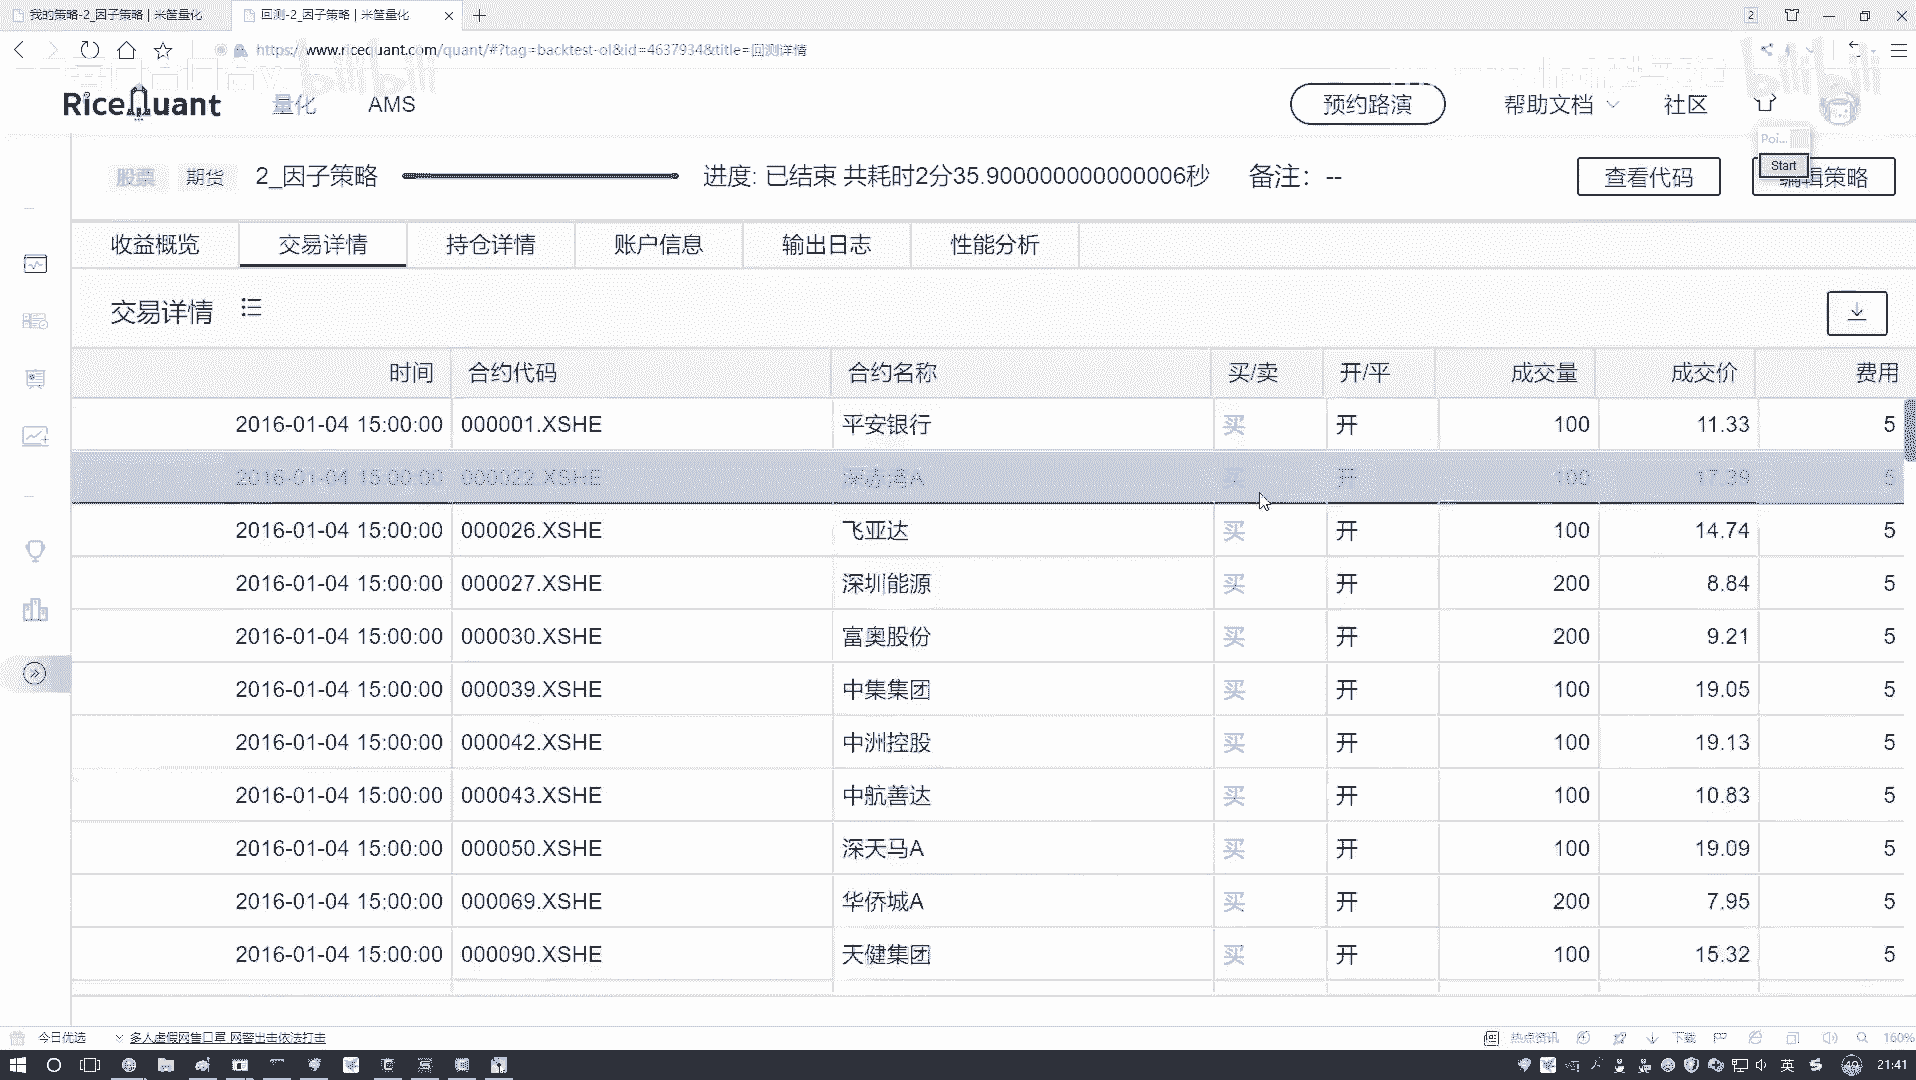 我的策略-2_因子策略 | 米筐量化
回测-2_因子策略 | 米筐量化
2
https://www.ricequant.com/quant/#?tag=backtest-ol&id=4637934&title=回测详情
bilibili
bilibili
RiceQuant 量化 AMS 预约路演 帮助文档 社区
Poi...
Start
股票 期货 2_因子策略 进度: 已结束 共耗时2分35.900000000000006秒 备注: -- 查看代码 编辑策略
收益概览 交易详情 持仓详情 账户信息 输出日志 性能分析
交易详情
时间 合约代码 合约名称 买/卖 开/平 成交量 成交价 费用
2016-01-04 15:00:00 000001.XSHE 平安银行 买 开 100 11.33 5
2016-01-04 15:00:00 000022.XSHE 深赤湾A 买 开 100 17.39 5
2016-01-04 15:00:00 000026.XSHE 飞亚达 买 开 100 14.74 5
2016-01-04 15:00:00 000027.XSHE 深圳能源 买 开 200 8.84 5
2016-01-04 15:00:00 000030.XSHE 富奥股份 买 开 200 9.21 5
2016-01-04 15:00:00 000039.XSHE 中集集团 买 开 100 19.05 5
2016-01-04 15:00:00 000042.XSHE 中洲控股 买 开 100 19.13 5
2016-01-04 15:00:00 000043.XSHE 中航善达 买 开 100 10.83 5
2016-01-04 15:00:00 000050.XSHE 深天马A 买 开 100 19.09 5
2016-01-04 15:00:00 000069.XSHE 华侨城A 买 开 200 7.95 5
2016-01-04 15:00:00 000090.XSHE 天健集团 买 开 100 15.32 5
今日优选 多人虚假网售口罩 网警出击依法打击 热点资讯 下载 160%
英 49 21:41